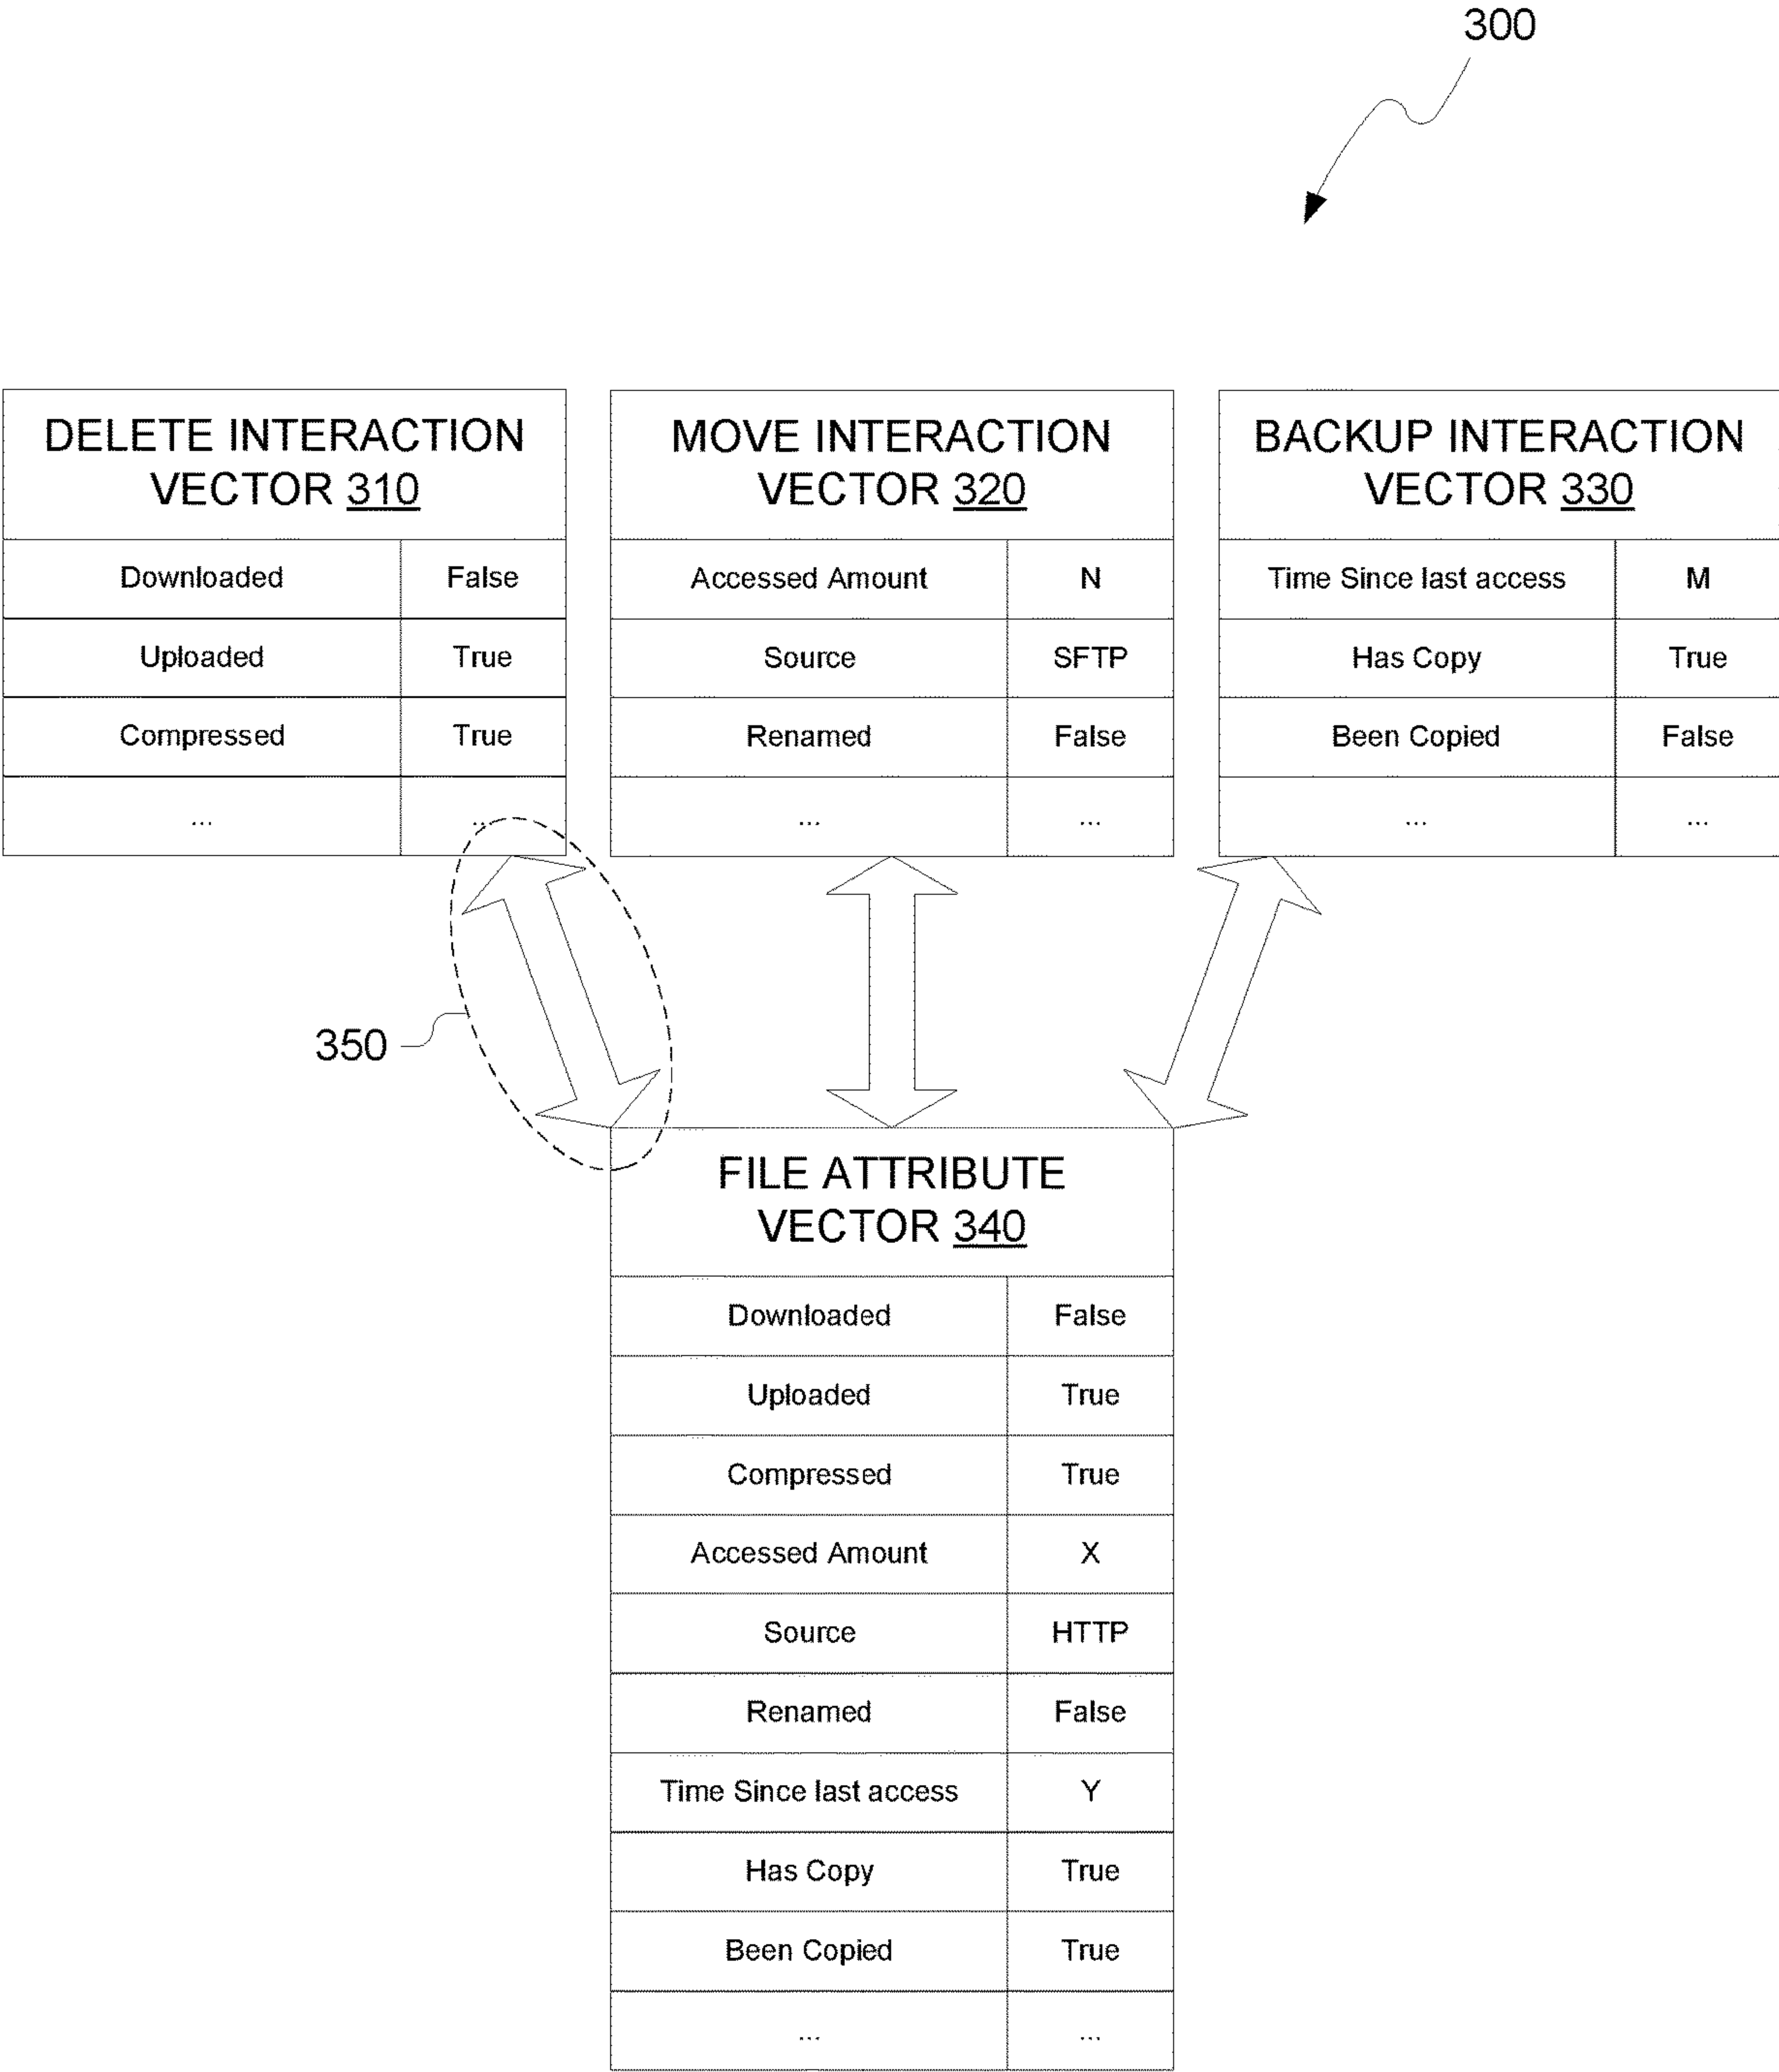 300
DELETE INTERACTION
VECTOR 310
Downloaded False
Uploaded True
Compressed True
... ...
MOVE INTERACTION
VECTOR 320
Accessed Amount N
Source SFTP
Renamed False
... ...
BACKUP INTERACTION
VECTOR 330
Time Since last access M
Has Copy True
Been Copied False
... ...
350
FILE ATTRIBUTE
VECTOR 340
Downloaded False
Uploaded True
Compressed True
Accessed Amount X
Source HTTP
Renamed False
Time Since last access Y
Has Copy True
Been Copied True
... ...